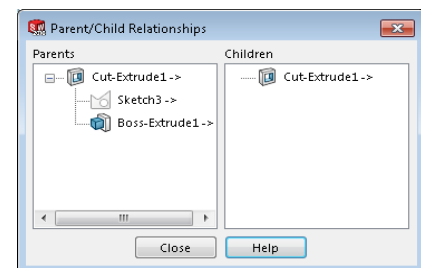 Parent/Child Relationships
Parents
Children
Cut-Extrude1->
Sketch3->
Boss-Extrude1->
Cut-Extrude1->
Close
Help